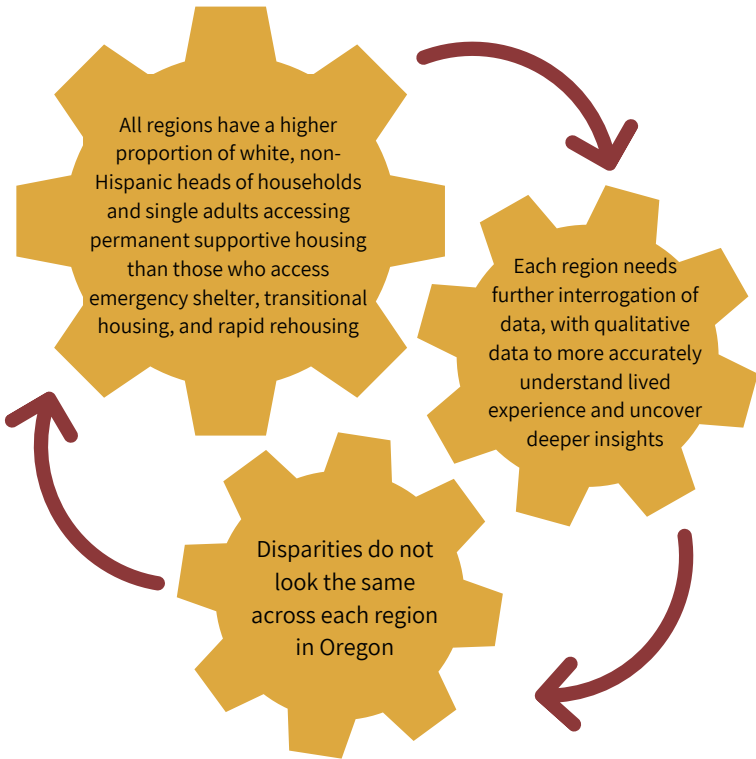 All regions have a higher
proportion of white, non-
Hispanic heads of households
and single adults accessing
permanent supportive housing
than those who access
emergency shelter, transitional
housing, and rapid rehousing
Each region needs
further interrogation of
data, with qualitative
data to more accurately
understand lived
experience and uncover
deeper insights
Disparities do not
look the same
across each region
in Oregon